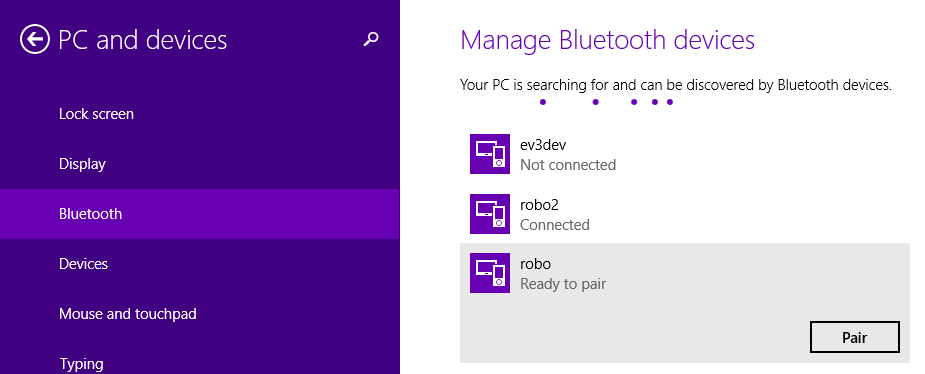 PC and devices
Lock screen
Display
Bluetooth
Devices
Mouse and touchpad
Typing
Manage Bluetooth devices
Your PC is searching for and can be discovered by Bluetooth devices.
ev3dev
Not connected
robo2
Connected
robo
Ready to pair
Pair